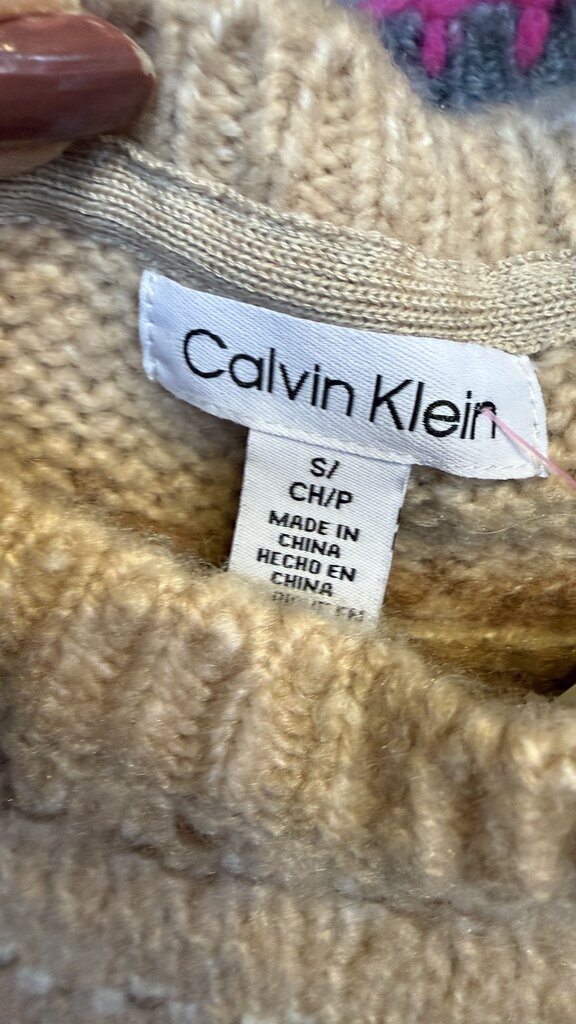 Calvin Klein
S/
CH/P
MADE IN
CHINA
HECHO EN
CHINA